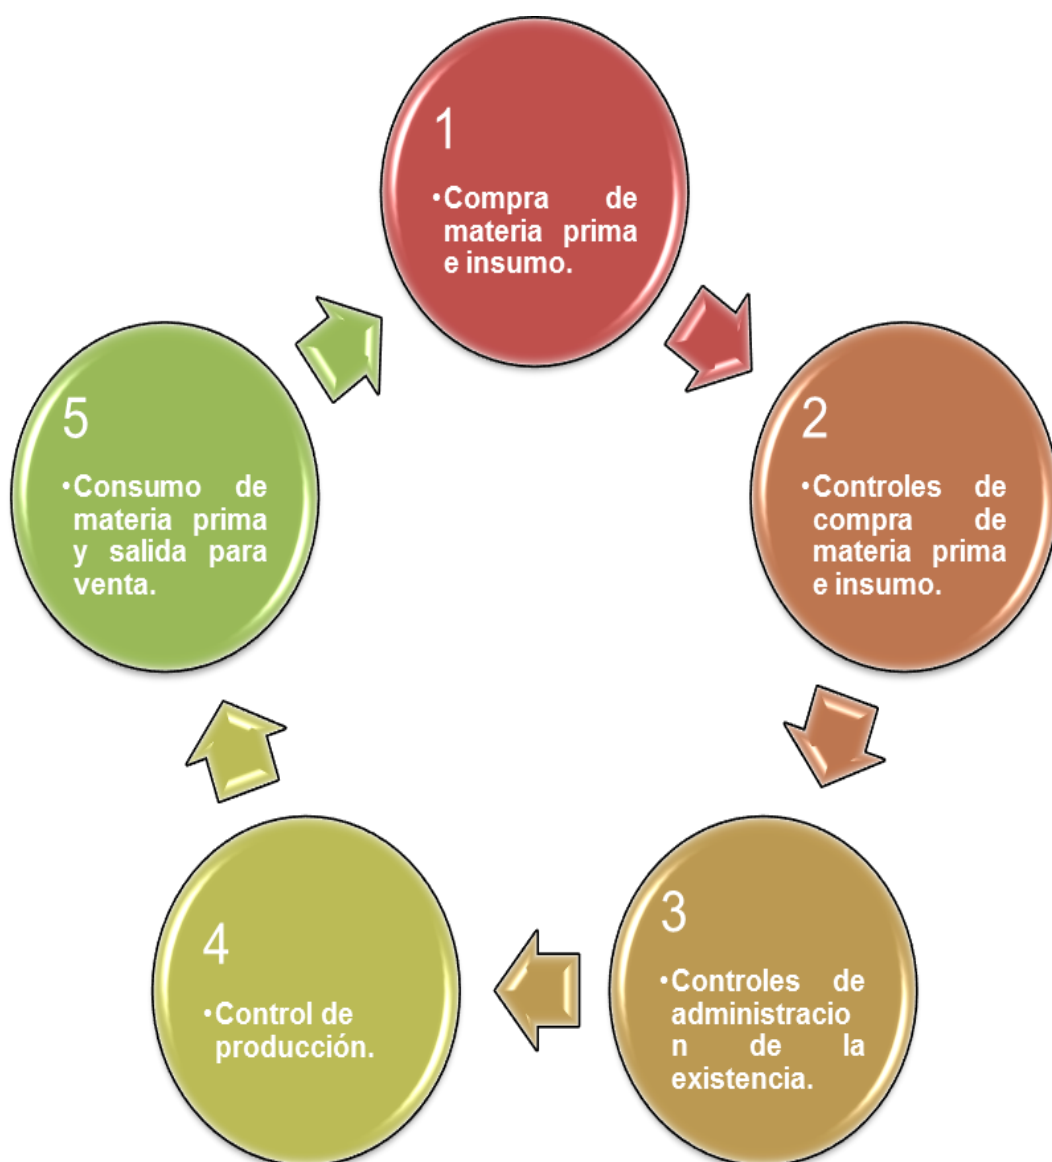 1
•Compra de
materia prima
e insumo.
2
•Controles de
compra de
materia prima
e insumo.
3
•Controles de
administracio
n de la
existencia.
4
•Control de
producción.
5
•Consumo de
materia prima
y salida para
venta.